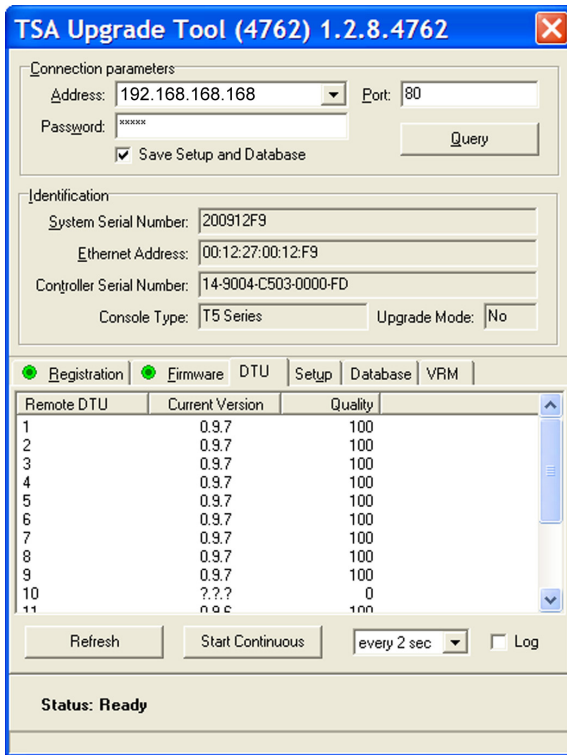 TSA Upgrade Tool (4762) 1.2.8.4762
Connection parameters
Address: 192.168.168.168 Port: 80
Password: xxxxx
Save Setup and Database Query
Identification
System Serial Number: 200912F9
Ethernet Address: 00:12:27:00:12:F9
Controller Serial Number: 14-9004-C503-0000-FD
Console Type: T5 Series Upgrade Mode: No
Registration Firmware DTU Setup Database VRM
Remote DTU Current Version Quality
1 0.9.7 100
2 0.9.7 100
3 0.9.7 100
4 0.9.7 100
5 0.9.7 100
6 0.9.7 100
7 0.9.7 100
8 0.9.7 100
9 0.9.7 100
10 ?.?.? 0
11 0.9.6 100
Refresh Start Continuous every 2 sec Log
Status: Ready